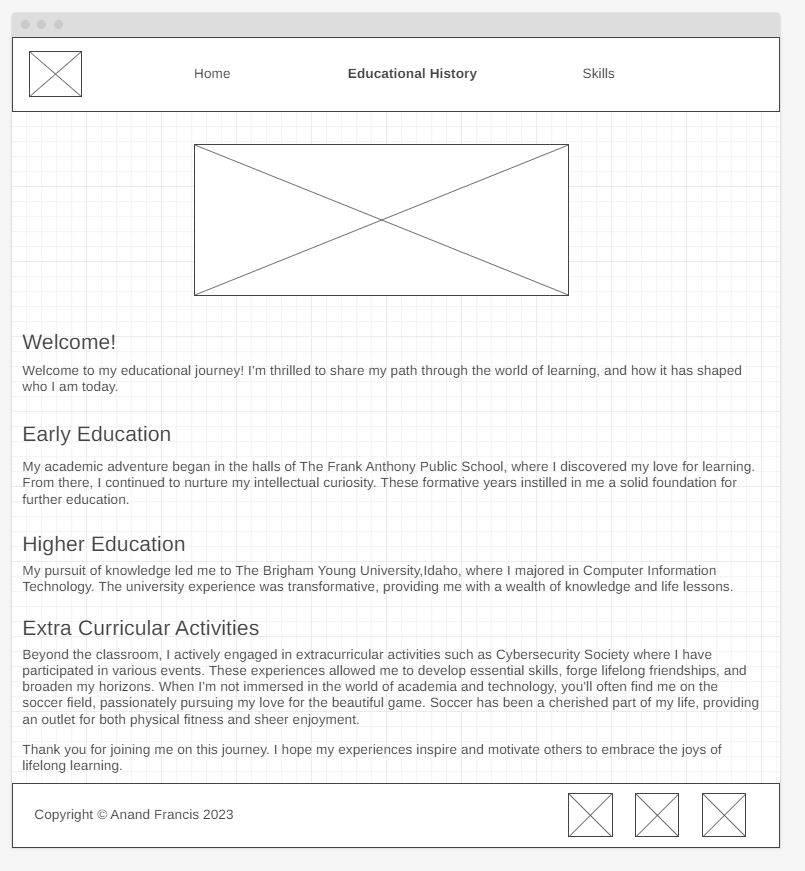 Home Educational History Skills
Welcome!
Welcome to my educational journey! I'm thrilled to share my path through the world of learning, and how it has shaped
who I am today.
Early Education
My academic adventure began in the halls of The Frank Anthony Public School, where I discovered my love for learning.
From there, I continued to nurture my intellectual curiosity. These formative years instilled in me a solid foundation for
further education.
Higher Education
My pursuit of knowledge led me to The Brigham Young University,Idaho, where I majored in Computer Information
Technology. The university experience was transformative, providing me with a wealth of knowledge and life lessons.
Extra Curricular Activities
Beyond the classroom, I actively engaged in extracurricular activities such as Cybersecurity Society where I have
participated in various events. These experiences allowed me to develop essential skills, forge lifelong friendships, and
broaden my horizons. When I'm not immersed in the world of academia and technology, you'll often find me on the
soccer field, passionately pursuing my love for the beautiful game. Soccer has been a cherished part of my life, providing
an outlet for both physical fitness and sheer enjoyment.
Thank you for joining me on this journey. I hope my experiences inspire and motivate others to embrace the joys of
lifelong learning.
Copyright © Anand Francis 2023